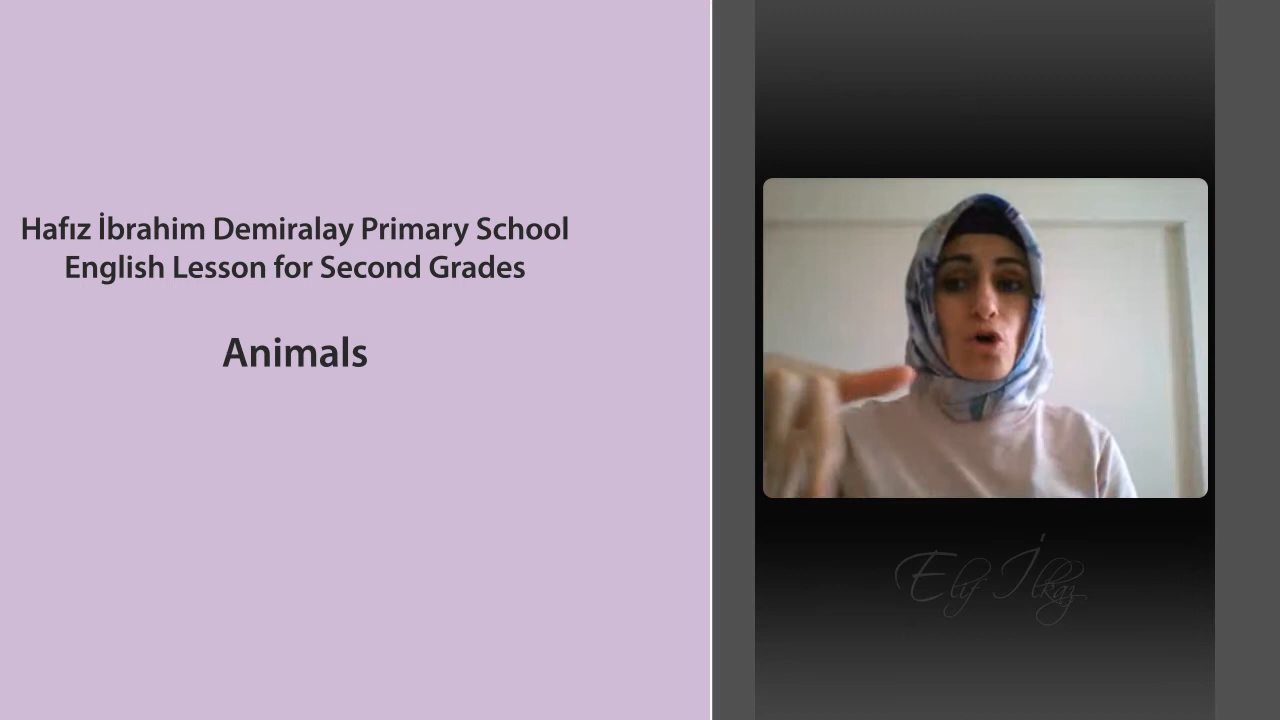 Hafız İbrahim Demiralay Primary School
English Lesson for Second Grades
Animals
Elif İlkaz